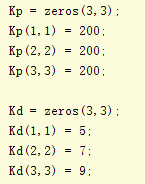 Kp = zeros(3,3);
Kp(1,1) = 200;
Kp(2,2) = 200;
Kp(3,3) = 200;
Kd = zeros(3,3);
Kd(1,1) = 5;
Kd(2,2) = 7;
Kd(3,3) = 9;